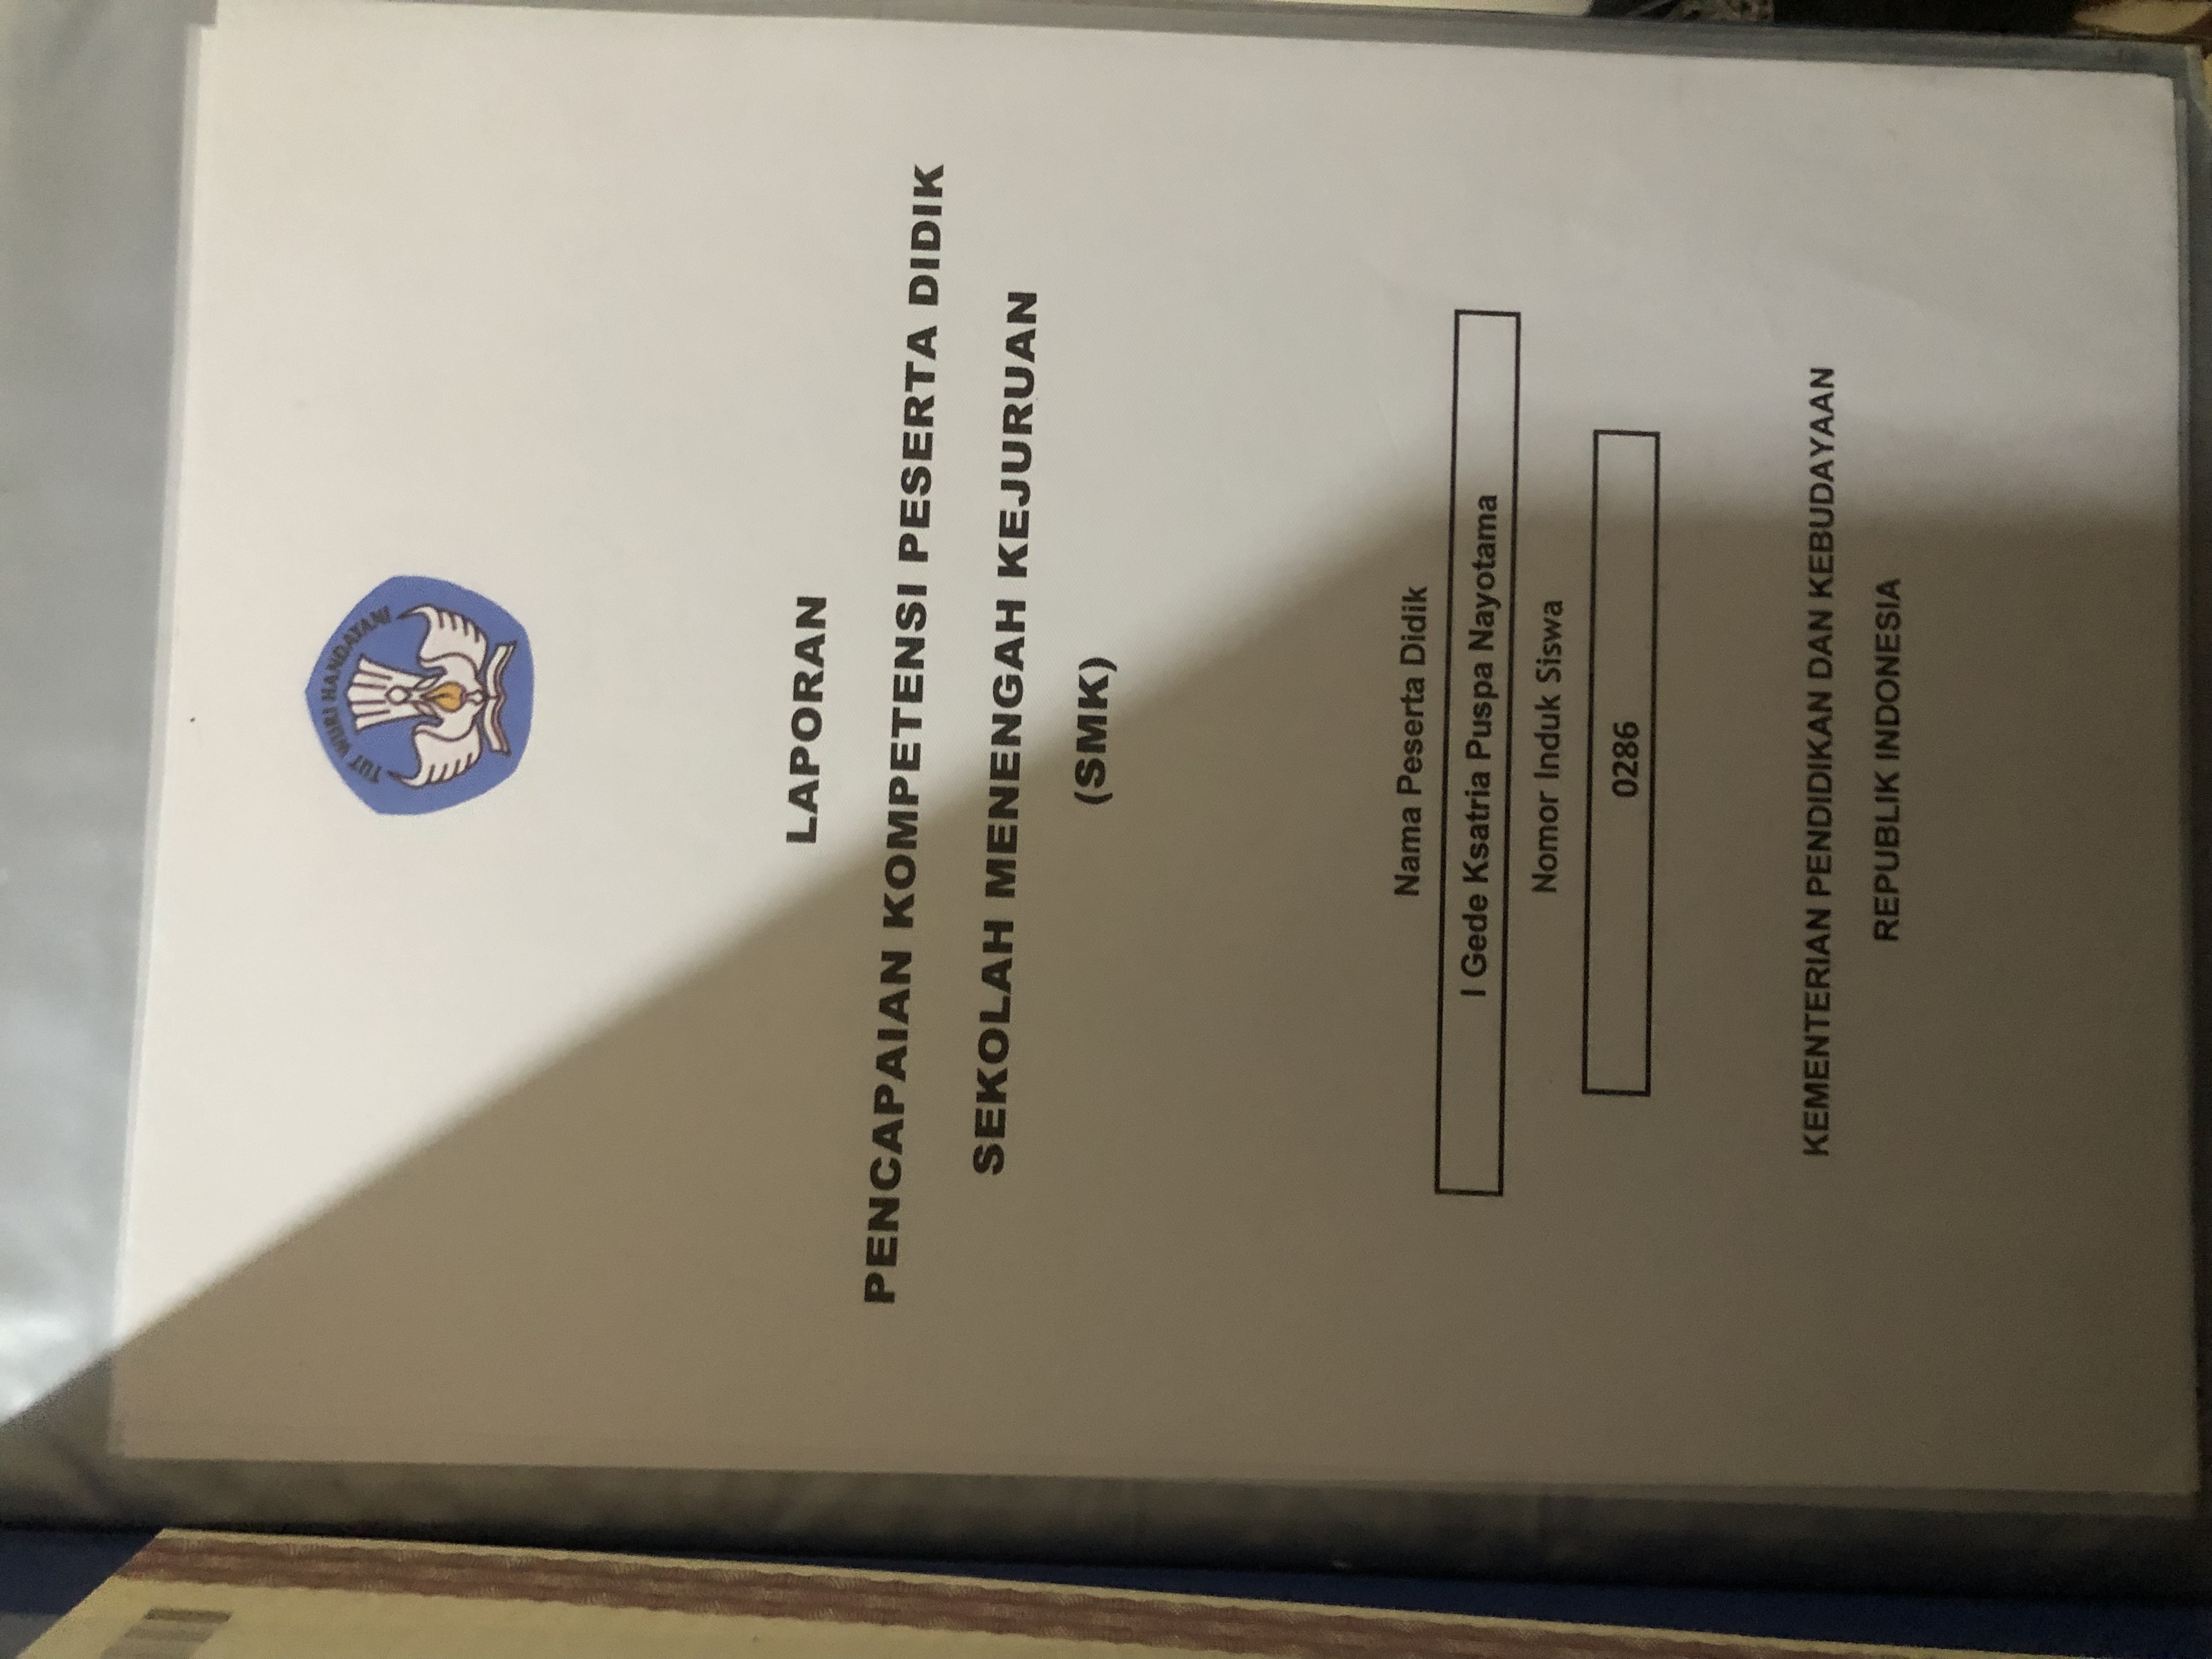 TUT WURI HANDAYANI
LAPORAN
PENCAPAIAN KOMPETENSI PESERTA DIDIK
SEKOLAH MENENGAH KEJURUAN
(SMK)
Nama Peserta Didik
I Gede Ksatria Puspa Nayotama
Nomor Induk Siswa
0286
KEMENTERIAN PENDIDIKAN DAN KEBUDAYAAN
REPUBLIK INDONESIA